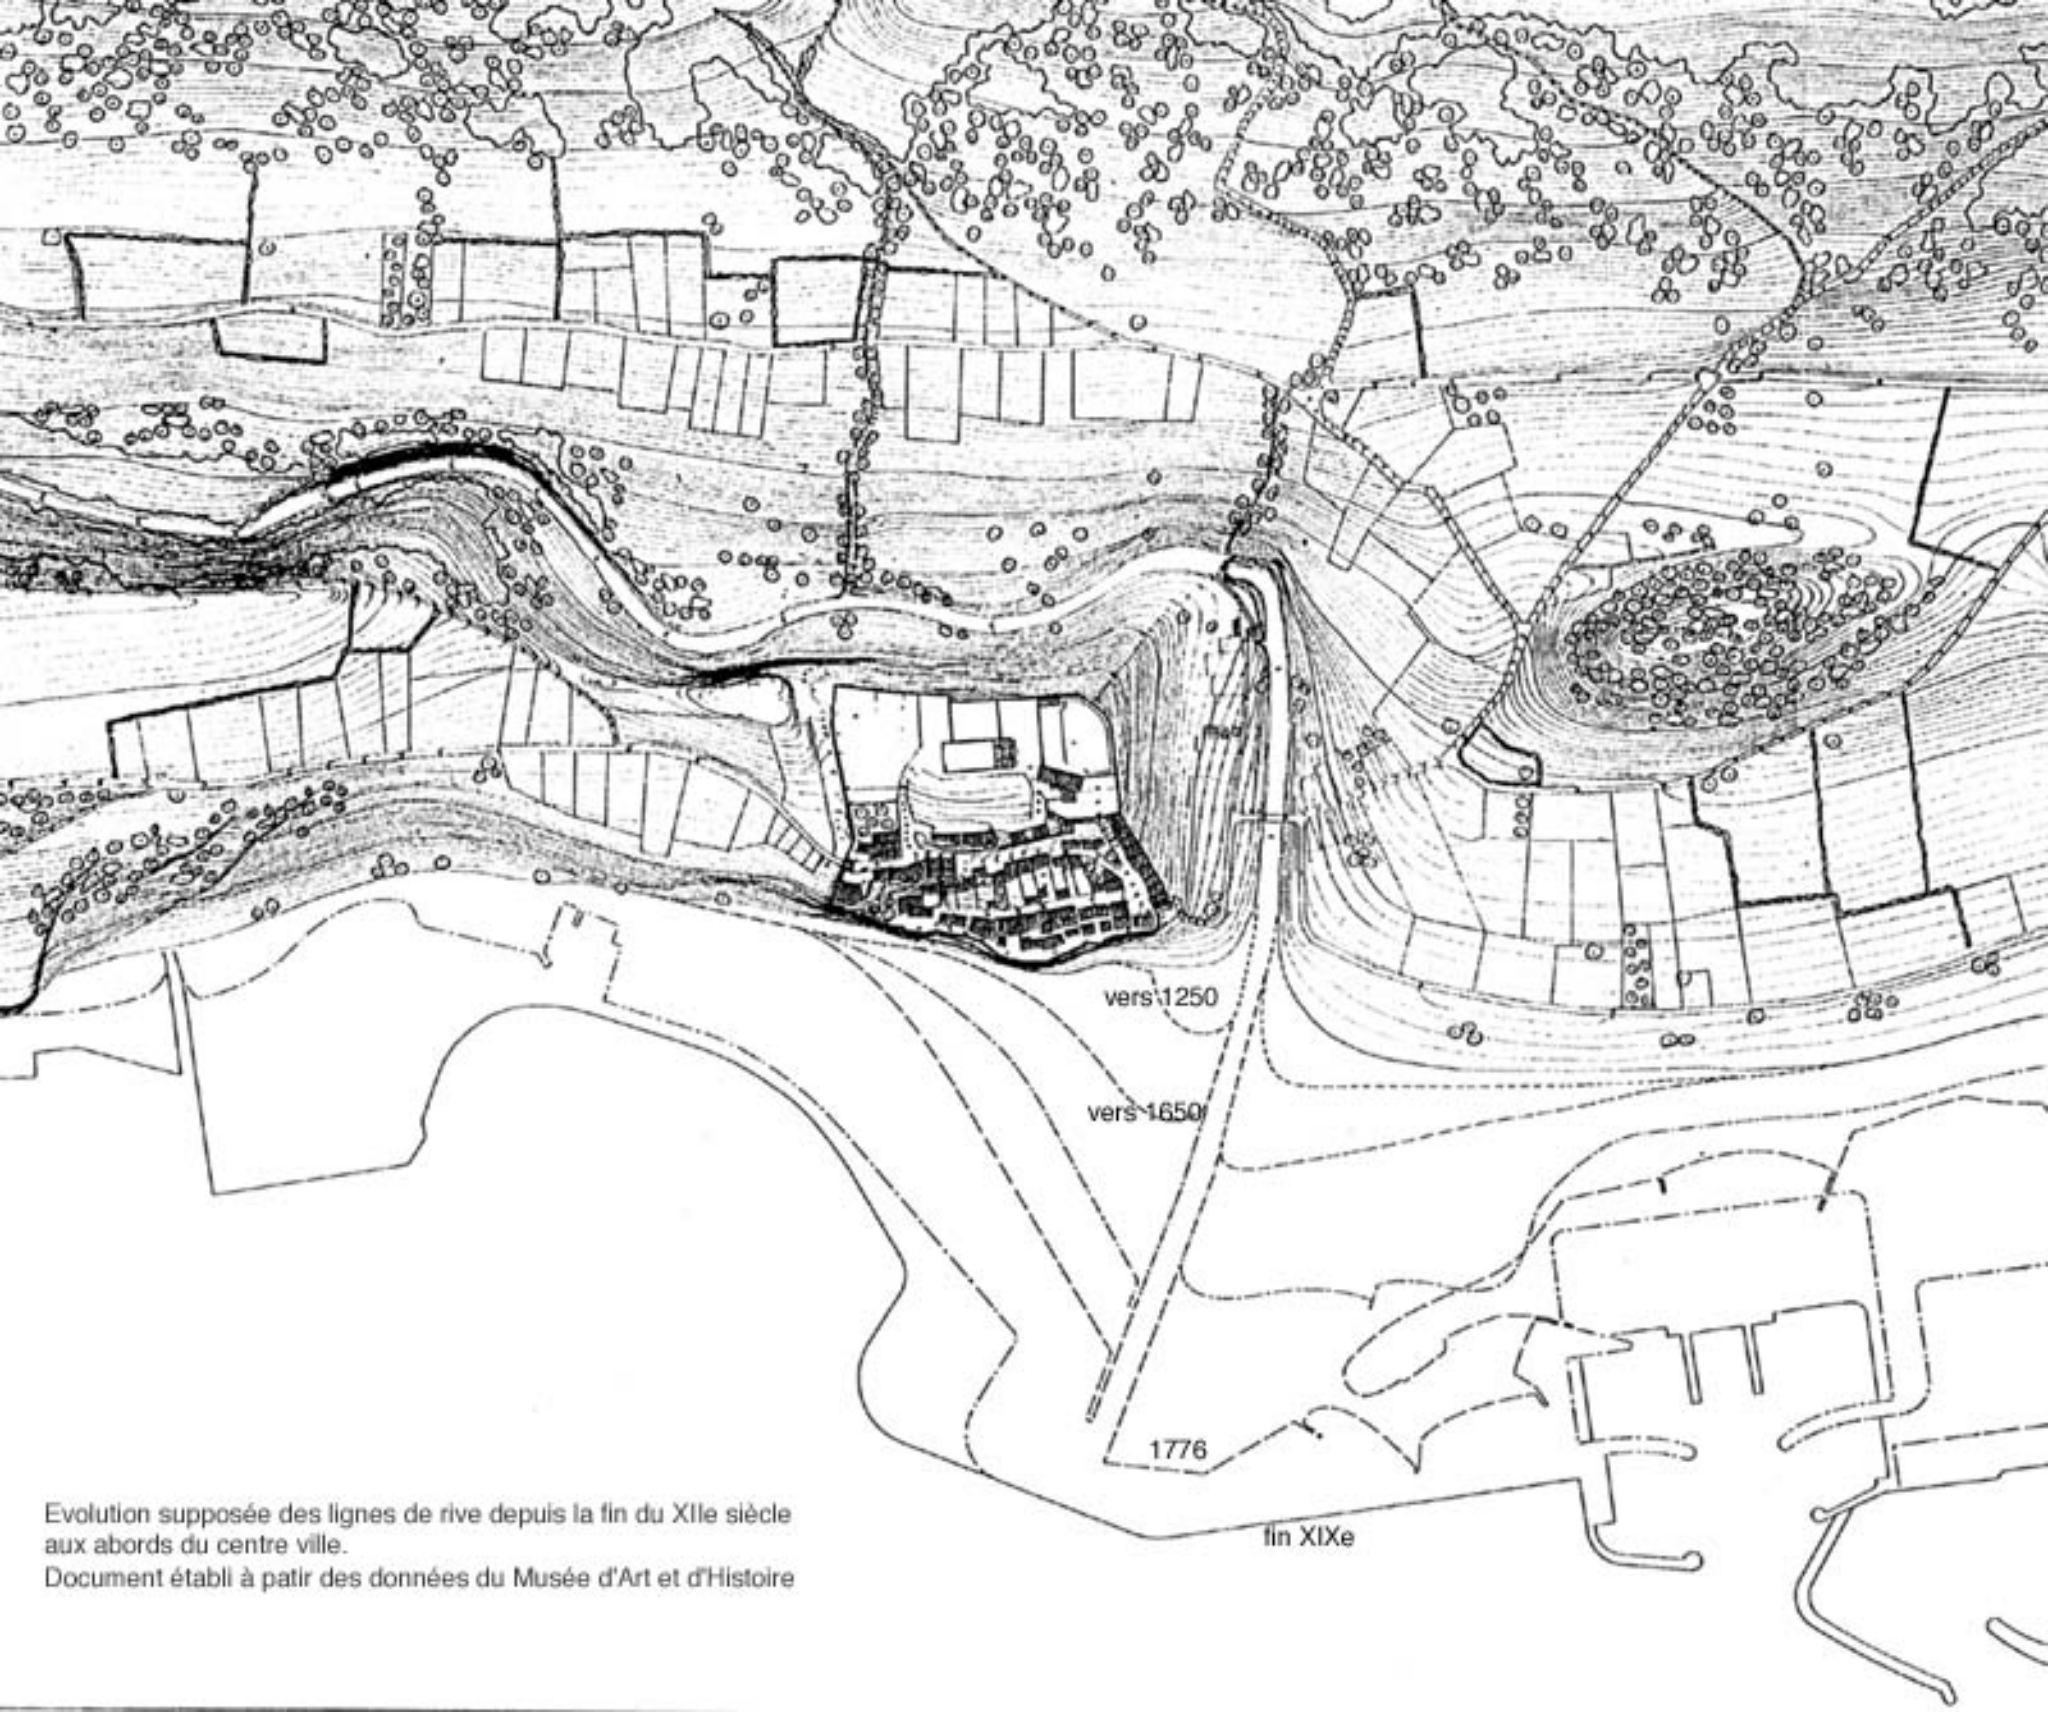 vers 1250
vers 1650
1776
fin XIXe
Evolution supposée des lignes de rive depuis la fin du XIIe siècle
aux abords du centre ville.
Document établi à patir des données du Musée d'Art et d'Histoire